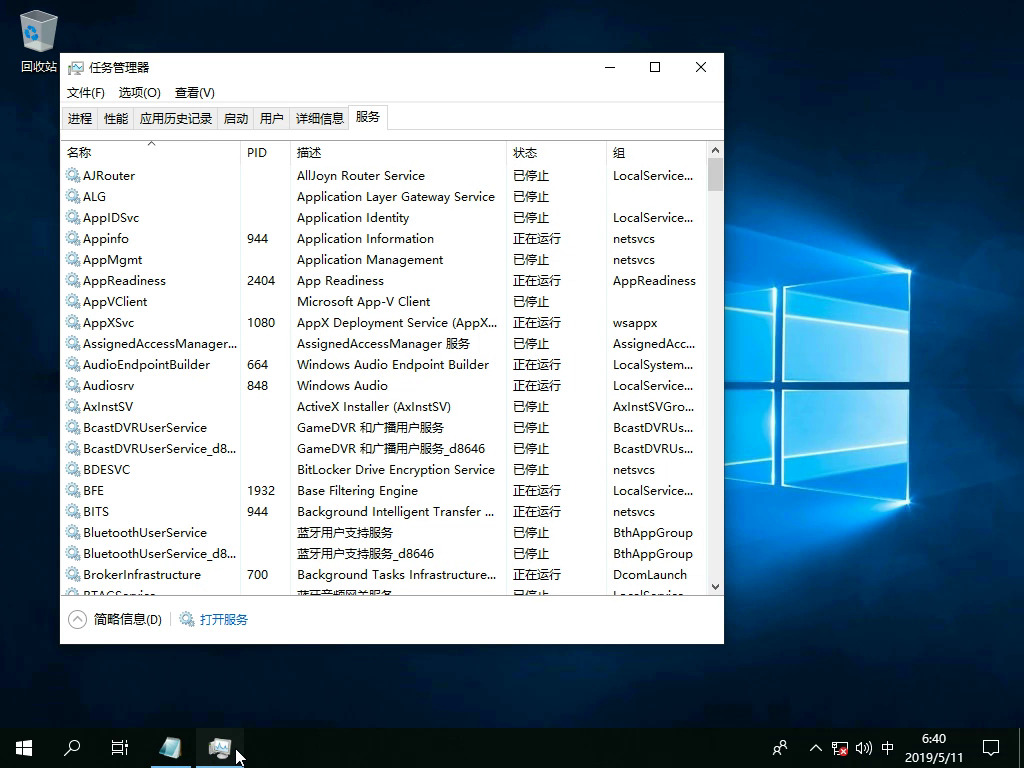 回收站
任务管理器
文件(F) 选项(O) 查看(V)
进程 性能 应用历史记录 启动 用户 详细信息 服务
名称 PID 描述 状态 组
AJRouter AllJoyn Router Service 已停止 LocalService...
ALG Application Layer Gateway Service 已停止
AppIDSvc Application Identity 已停止 LocalService...
Appinfo 944 Application Information 正在运行 netsvcs
AppMgmt Application Management 已停止 netsvcs
AppReadiness 2404 App Readiness 正在运行 AppReadiness
AppVClient Microsoft App-V Client 已停止
AppXSvc 1080 AppX Deployment Service (AppX... 正在运行 wsappx
AssignedAccessManager... AssignedAccessManager 服务 已停止 AssignedAcc...
AudioEndpointBuilder 664 Windows Audio Endpoint Builder 正在运行 LocalSystem...
Audiosrv 848 Windows Audio 正在运行 LocalService...
AxInstSV ActiveX Installer (AxInstSV) 已停止 AxInstSVGro...
BcastDVRUserService GameDVR 和广播用户服务 已停止 BcastDVRUs...
BcastDVRUserService_d8... GameDVR 和广播用户服务_d8646 已停止 BcastDVRUs...
BDESVC BitLocker Drive Encryption Service 已停止 netsvcs
BFE 1932 Base Filtering Engine 正在运行 LocalService...
BITS 944 Background Intelligent Transfer ... 正在运行 netsvcs
BluetoothUserService 蓝牙用户支持服务 已停止 BthAppGroup
BluetoothUserService_d8... 蓝牙用户支持服务_d8646 已停止 BthAppGroup
BrokerInfrastructure 700 Background Tasks Infrastructure... 正在运行 DcomLaunch
BTAGService 蓝牙音频网关服务 已停止 LocalService...
简略信息(D) 打开服务
中
6:40
2019/5/11